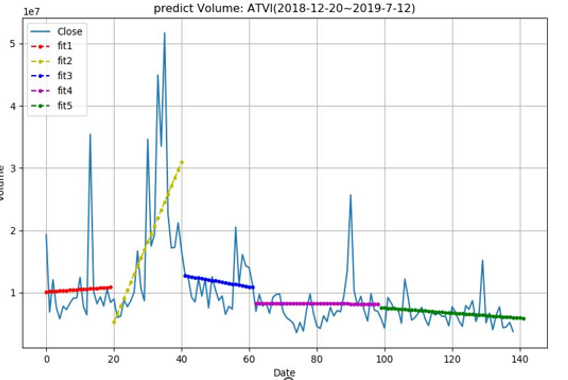 predict Volume: ATVI(2018-12-20~2019-7-12)
1e7
Close
fit1
fit2
fit3
fit4
fit5
5
4
3
2
1
0 20 40 60 80 100 120 140
Date